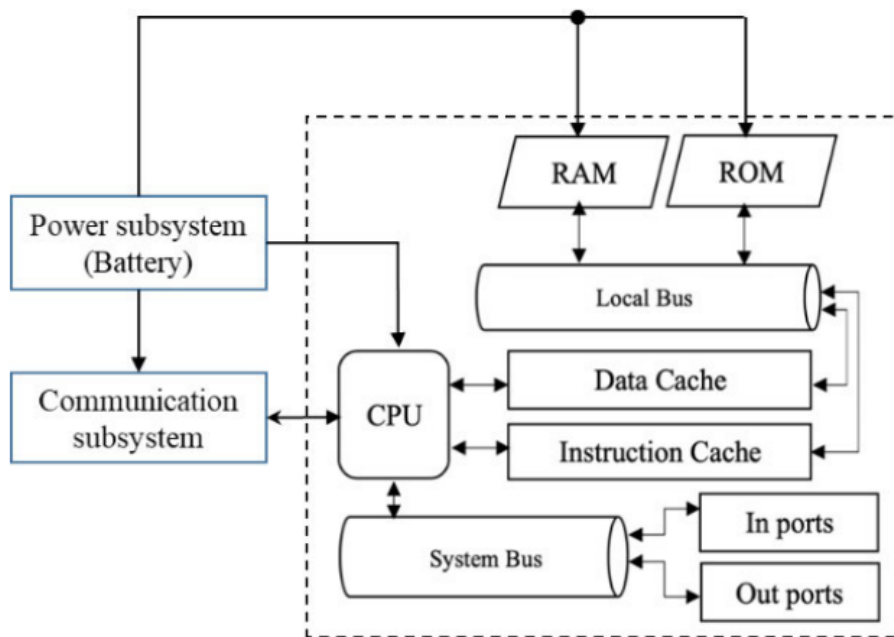 RAM
ROM
Power subsystem
(Battery)
Local Bus
Data Cache
Communication
subsystem
CPU
Instruction Cache
In ports
System Bus
Out ports